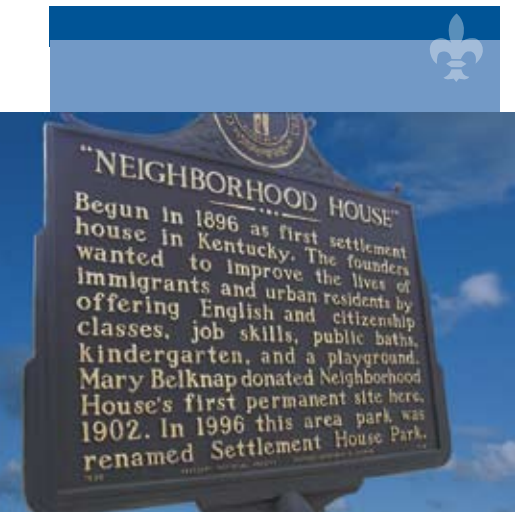 "NEIGHBORHOOD HOUSE"
Begun in 1896 as first settlement
house in Kentucky. The founders
wanted to improve the lives of
immigrants and urban residents by
offering English and citizenship
classes, job skills, public baths,
kindergarten, and a playground.
Mary Belknap donated Neighborhood
House's first permanent site here,
1902. In 1996 this area park was
renamed Settlement House Park.